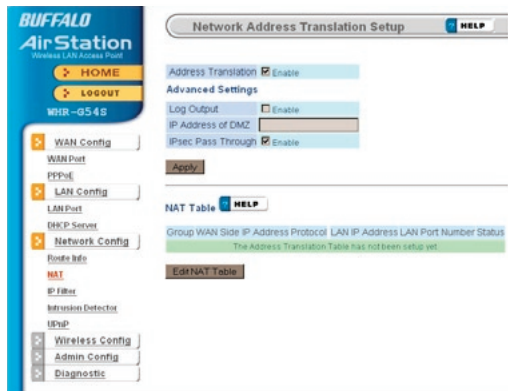 BUFFALO
AirStation
Wireless LAN Access Point
HOME
LOGOUT
WHR-G54S
WAN Config
WAN Port
PPPoE
LAN Config
LAN Port
DHCP Server
Network Config
Route Info
NAT
IP Filter
Intrusion Detector
UPnP
Wireless Config
Admin Config
Diagnostic
Network Address Translation Setup
? HELP
Address Translation Enable
Advanced Settings
Log Output Enable
IP Address of DMZ
IPsec Pass Through Enable
Apply
NAT Table ? HELP
Group WAN Side IP Address Protocol LAN IP Address LAN Port Number Status
The Address Translation Table has not been setup yet
Edit NAT Table